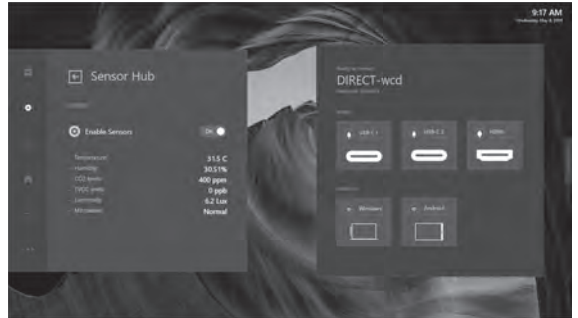 9:17 AM
Sensor Hub
Enable Sensors
On
Temperature 31.5 C
Humidity 30.51%
CO2 levels 400 ppm
TVOC levels 0 ppb
Luminosity 6.2 Lux
Microwave Normal
DIRECT-wcd
USB-C 1
USB-C 2
HDMI
Windows
Android